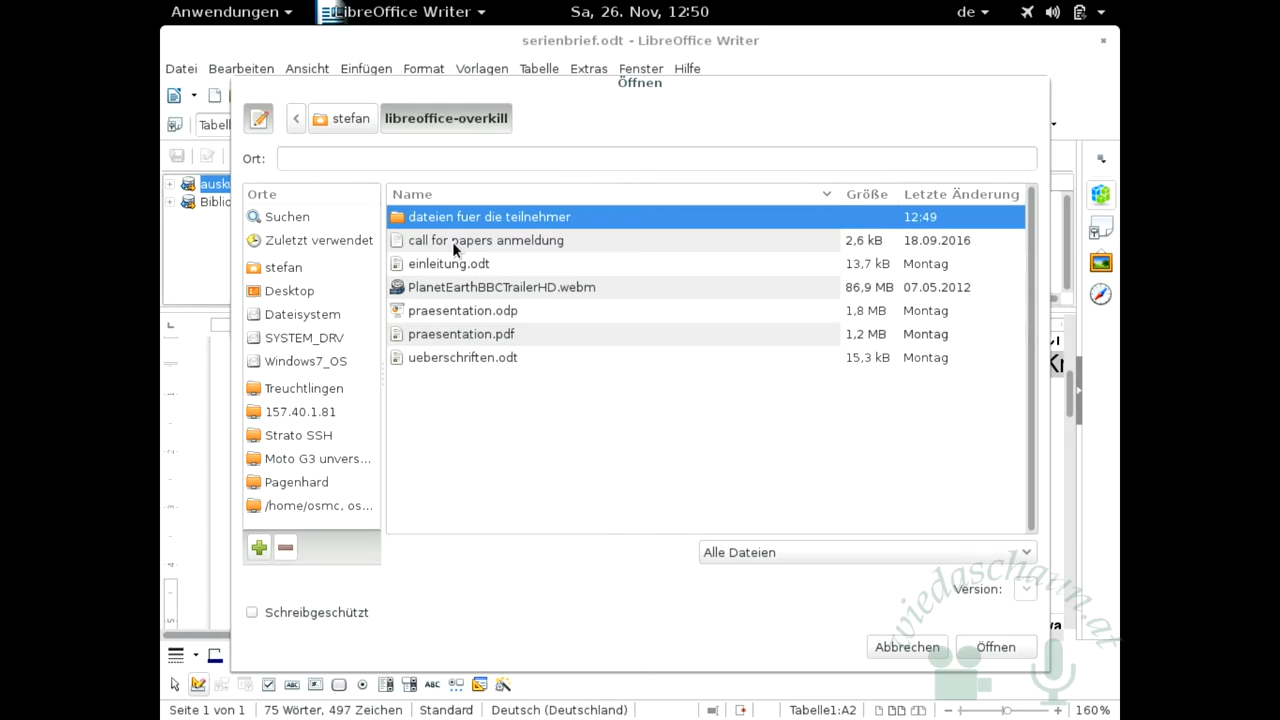 Anwendungen
LibreOffice Writer
Sa, 26. Nov, 12:50
de
serienbrief.odt - LibreOffice Writer
Datei Bearbeiten Ansicht Einfügen Format Vorlagen Tabelle Extras Fenster Hilfe
Öffnen
stefan
libreoffice-overkill
Tabell
Ort:
Orte
Suchen
Zuletzt verwendet
stefan
Desktop
Dateisystem
SYSTEM_DRV
Windows7_OS
Treuchtlingen
157.40.1.81
Strato SSH
Moto G3 unvers...
Pagenhard
/home/osmc, os...
Name Größe Letzte Änderung
dateien fuer die teilnehmer 12:49
call for papers anmeldung 2,6 kB 18.09.2016
einleitung.odt 13,7 kB Montag
PlanetEarthBBCTrailerHD.webm 86,9 MB 07.05.2012
praesentation.odp 1,8 MB Montag
praesentation.pdf 1,2 MB Montag
ueberschriften.odt 15,3 kB Montag
Biblio
Alle Dateien
Version:
Schreibgeschützt
Abbrechen
Öffnen
wiedaschaun.at
Seite 1 von 1 75 Wörter, 497 Zeichen Standard Deutsch (Deutschland) Tabelle1:A2 160%